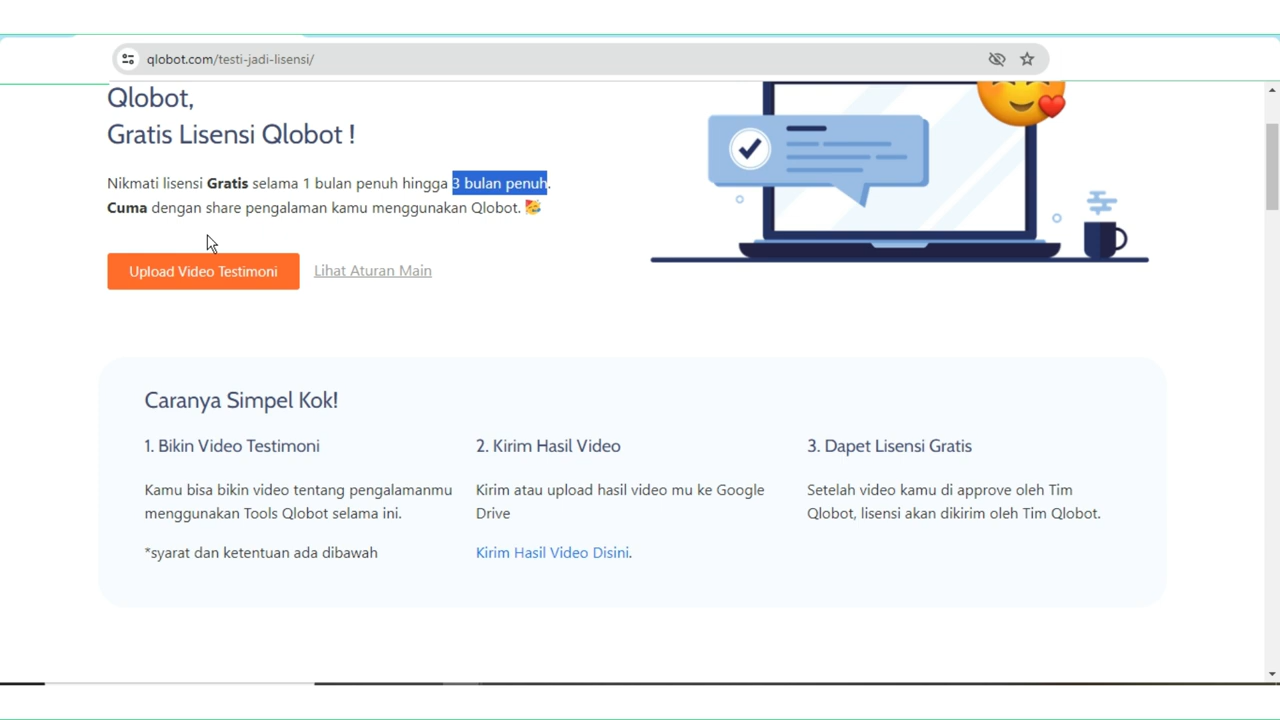 qlobot.com/testi-jadi-lisensi/
Qlobot,
Gratis Lisensi Qlobot !
Nikmati lisensi Gratis selama 1 bulan penuh hingga 3 bulan penuh.
Cuma dengan share pengalaman kamu menggunakan Qlobot. 🥳
Upload Video Testimoni
Lihat Aturan Main
Caranya Simpel Kok!
1. Bikin Video Testimoni
Kamu bisa bikin video tentang pengalamanmu
menggunakan Tools Qlobot selama ini.
*syarat dan ketentuan ada dibawah
2. Kirim Hasil Video
Kirim atau upload hasil video mu ke Google
Drive
Kirim Hasil Video Disini.
3. Dapet Lisensi Gratis
Setelah video kamu di approve oleh Tim
Qlobot, lisensi akan dikirim oleh Tim Qlobot.